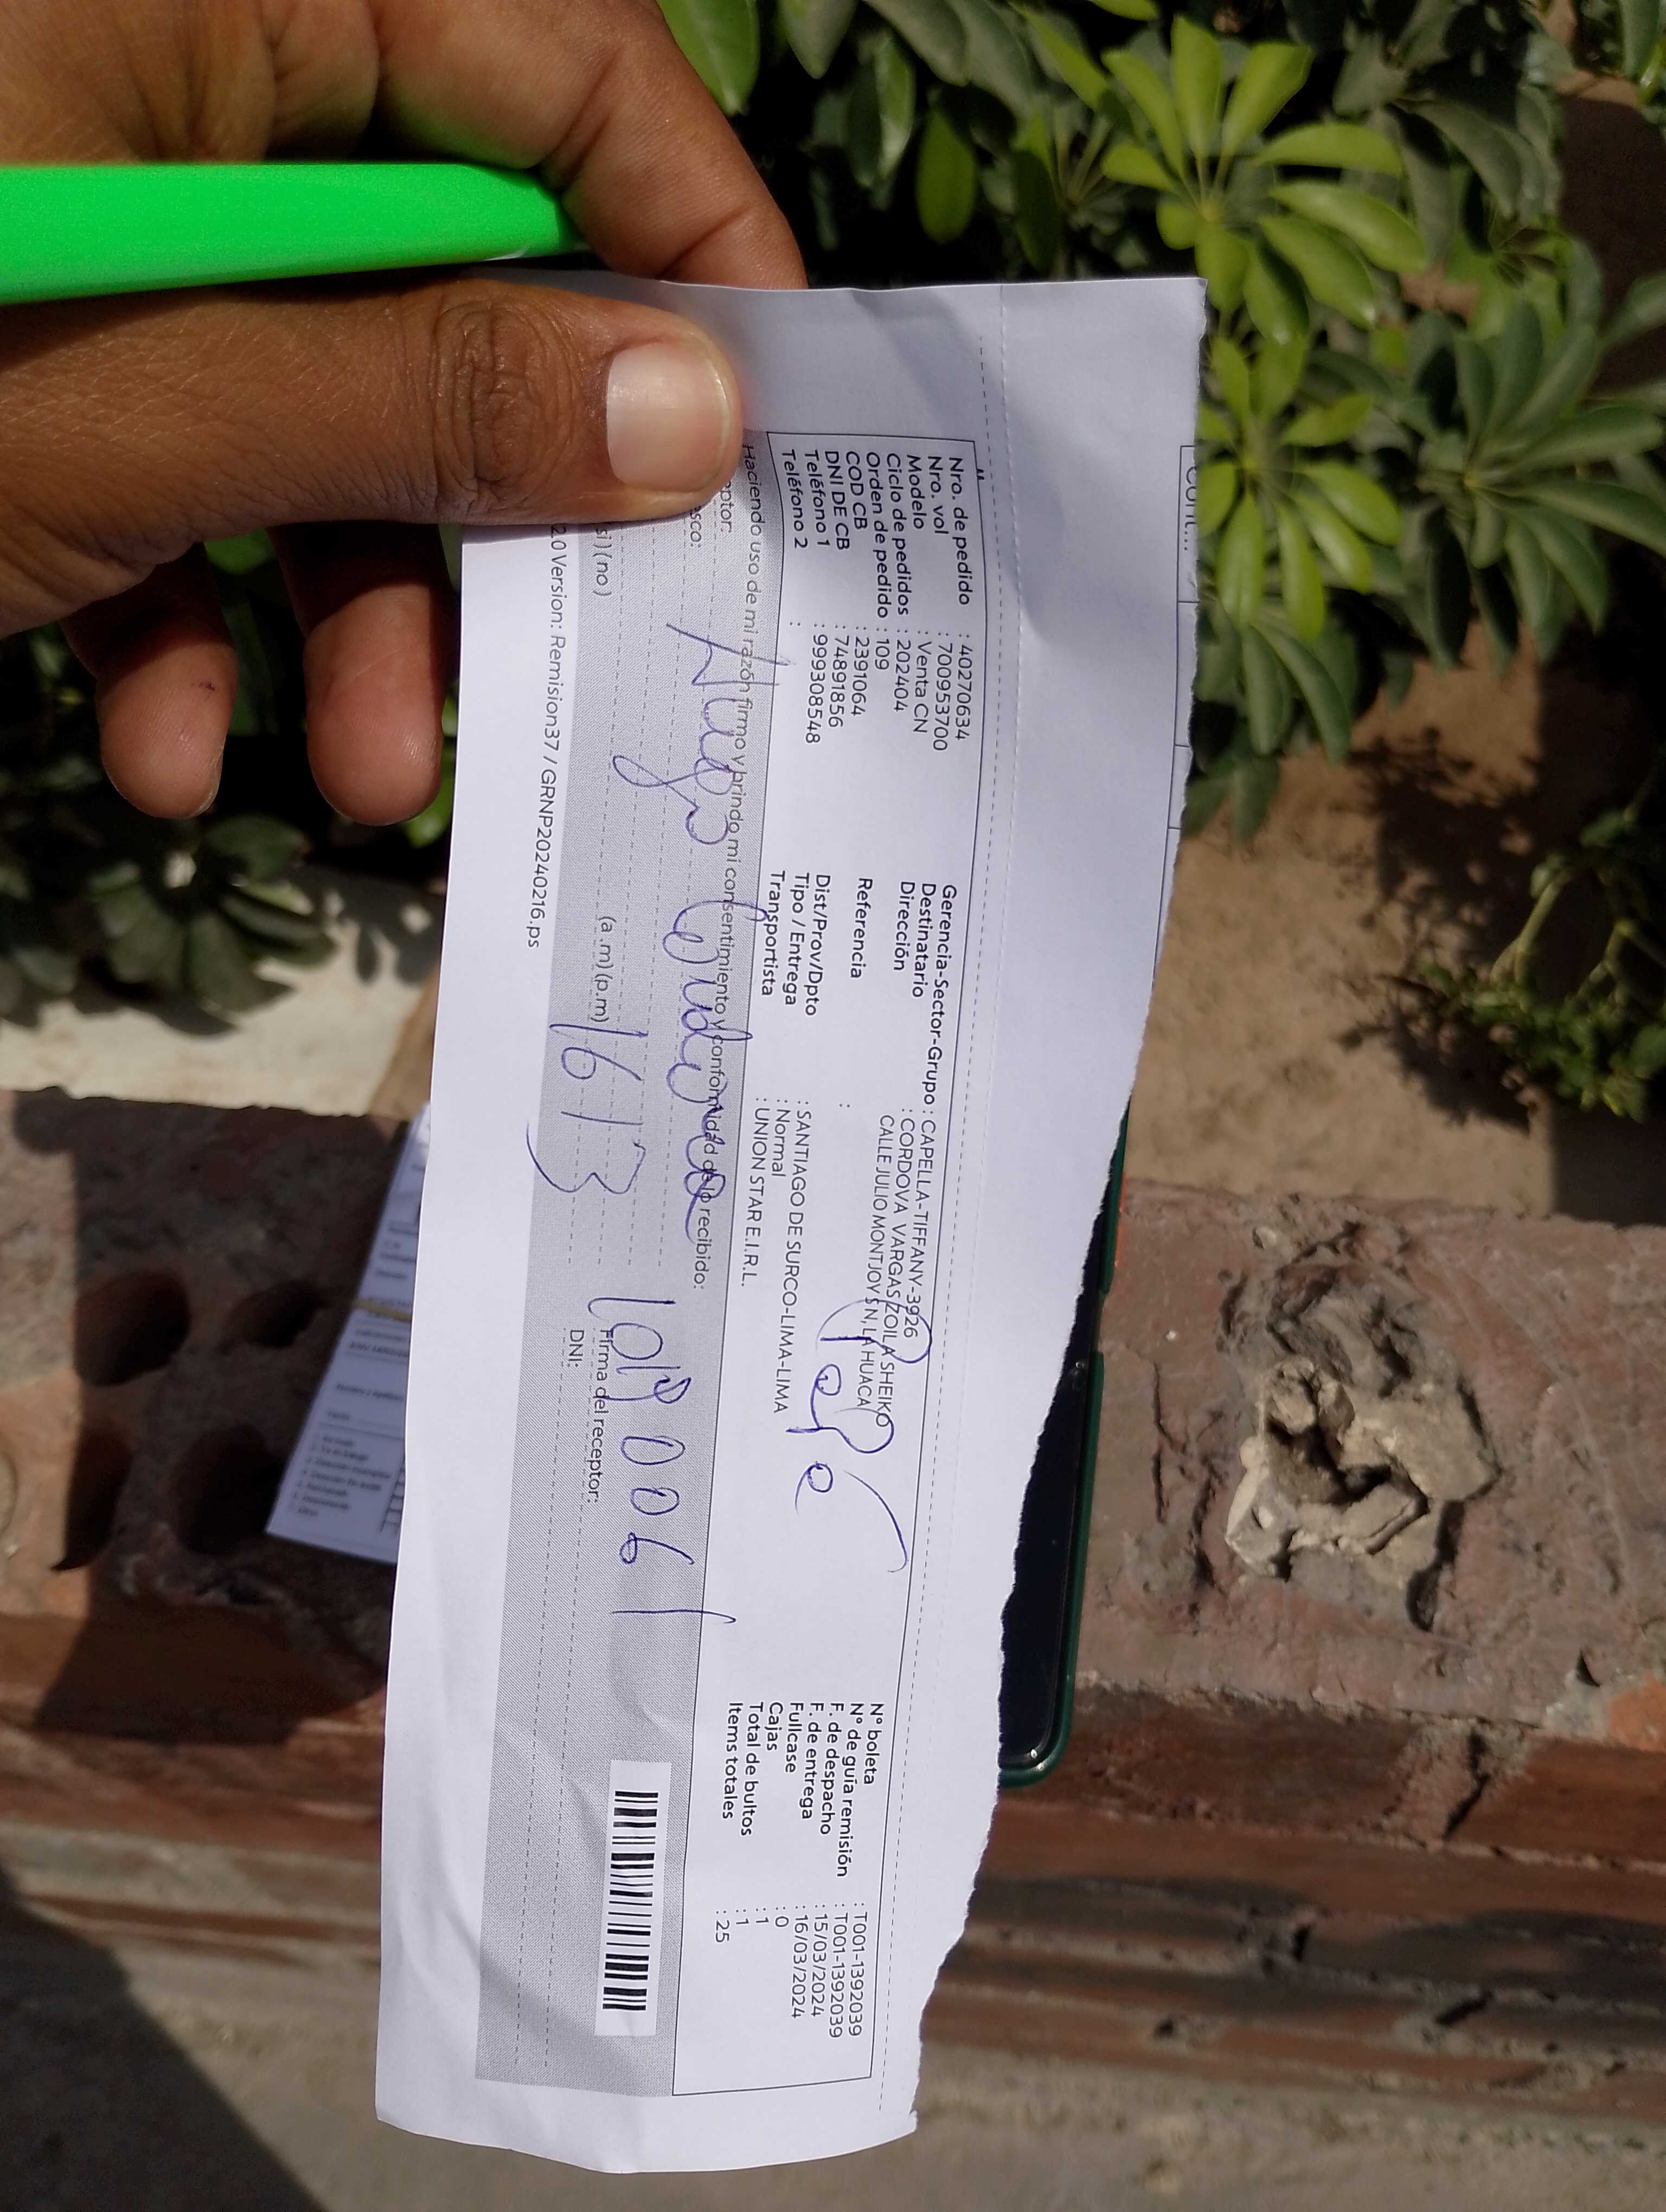 Cont...
Nro. de pedido : 40270634
Nro. vol : 700953700
Modelo : Venta CN
Ciclo de pedidos : 202404
Orden de pedido : 109
COD CB : 2391064
DNI DE CB : 74891856
Teléfono 1 : 999308548
Teléfono 2 :
Gerencia-Sector-Grupo : CAPELLA-TIFFANY-3926
Destinatario : CORDOVA VARGAS ZOILA SHEIKO
Dirección CALLE JULIO MONTJOY S N, LA HUACA
Referencia :
Dist/Prov/Dpto : SANTIAGO DE SURCO-LIMA-LIMA
Tipo / Entrega : Normal
Transportista : UNION STAR E.I.R.L.
N° boleta : T001-1392039
N° de guía remisión : T001-1392039
F. de despacho : 15/03/2024
F. de entrega : 16/03/2024
Fullcase : 0
Cajas : 1
Total de bultos : 1
Items totales : 25
Haciendo uso de mi razón firmo y brindo mi consentimiento y conformidad de lo recibido:
Hugo
(no) (a .m) (p.m) 16/3
Firma del receptor:
DNI:
20 Version: Remision37 / GRNP20240216.ps